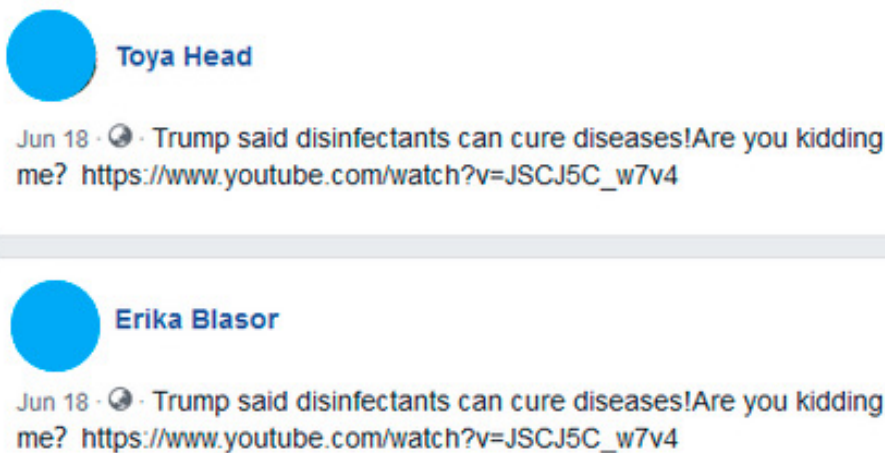 Toya Head
Jun 18 · Trump said disinfectants can cure diseases!Are you kidding
me? https://www.youtube.com/watch?v=JSCJ5C_w7v4
Erika Blasor
Jun 18 · Trump said disinfectants can cure diseases!Are you kidding
me? https://www.youtube.com/watch?v=JSCJ5C_w7v4